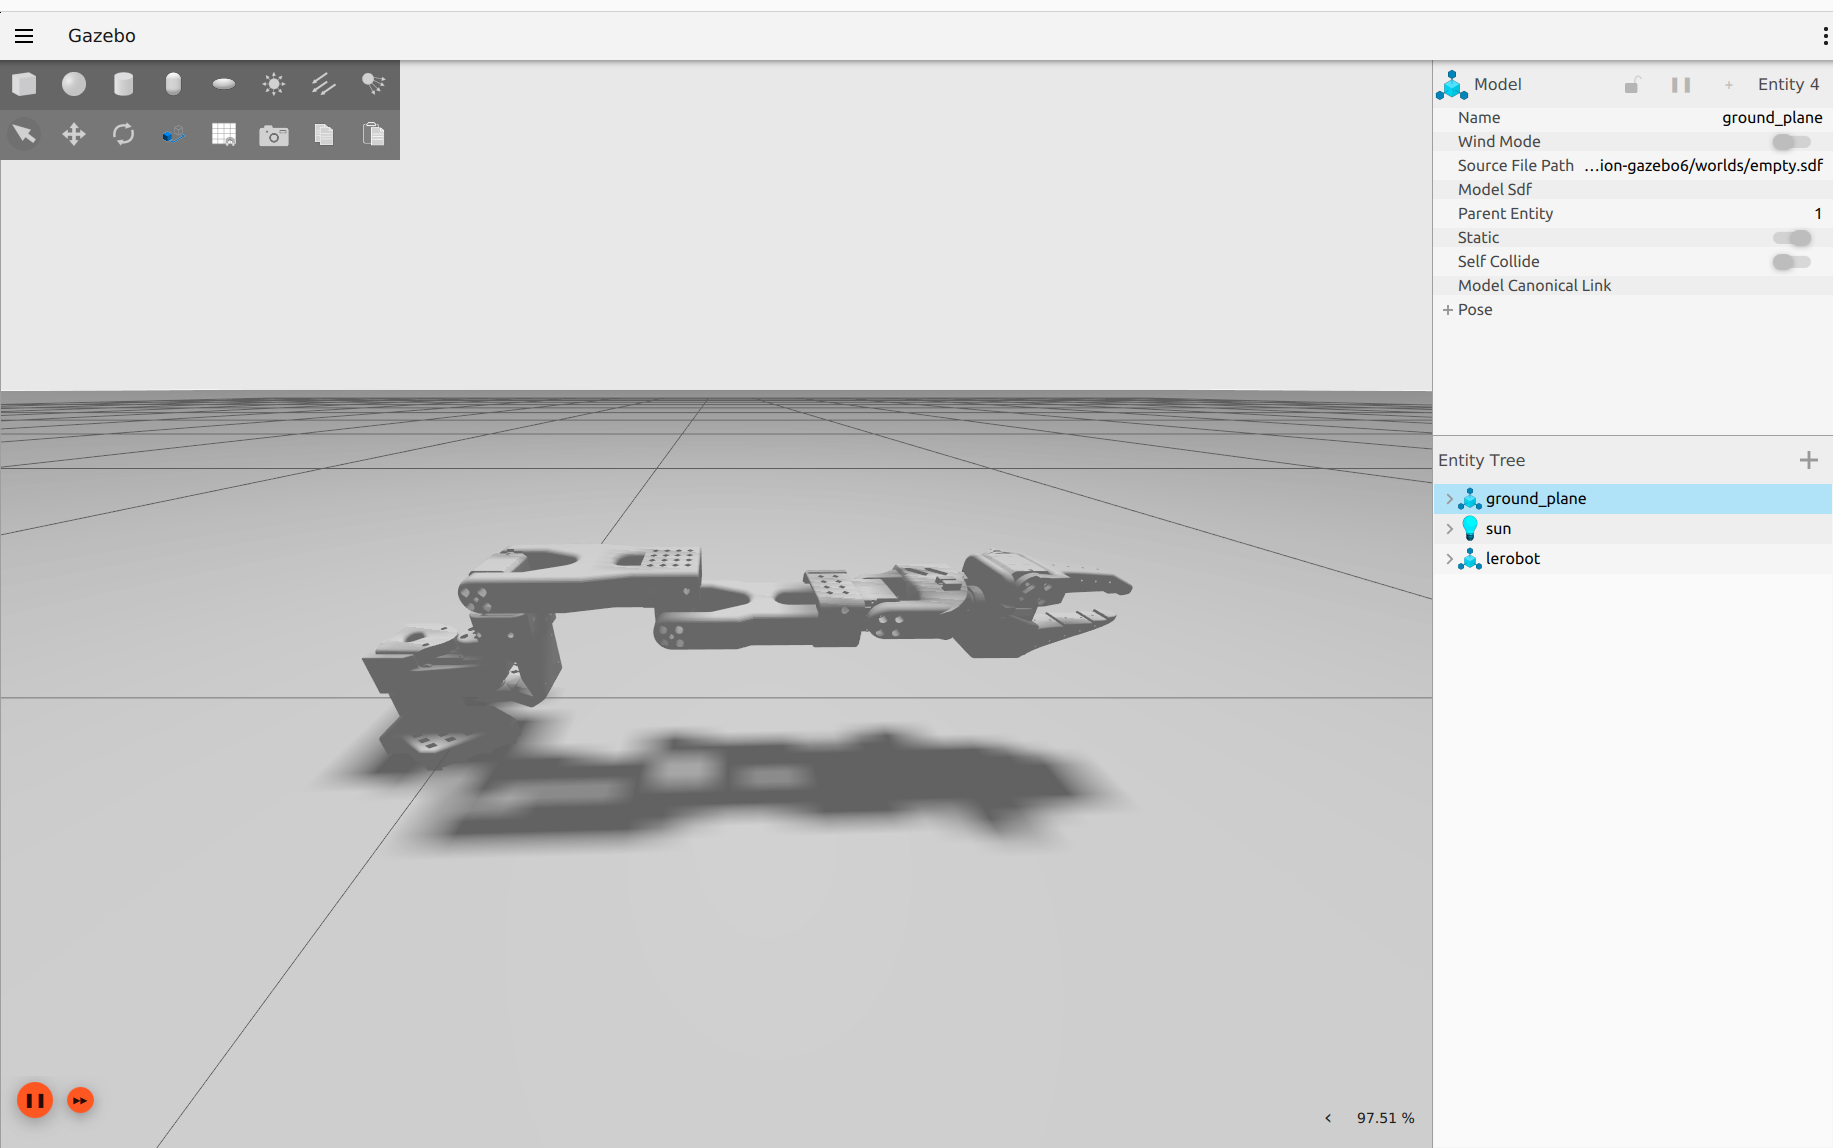 Gazebo
Model Entity 4
Name ground_plane
Wind Mode
Source File Path ...ion-gazebo6/worlds/empty.sdf
Model Sdf
Parent Entity 1
Static
Self Collide
Model Canonical Link
+ Pose
Entity Tree
ground_plane
sun
lerobot
97.51 %